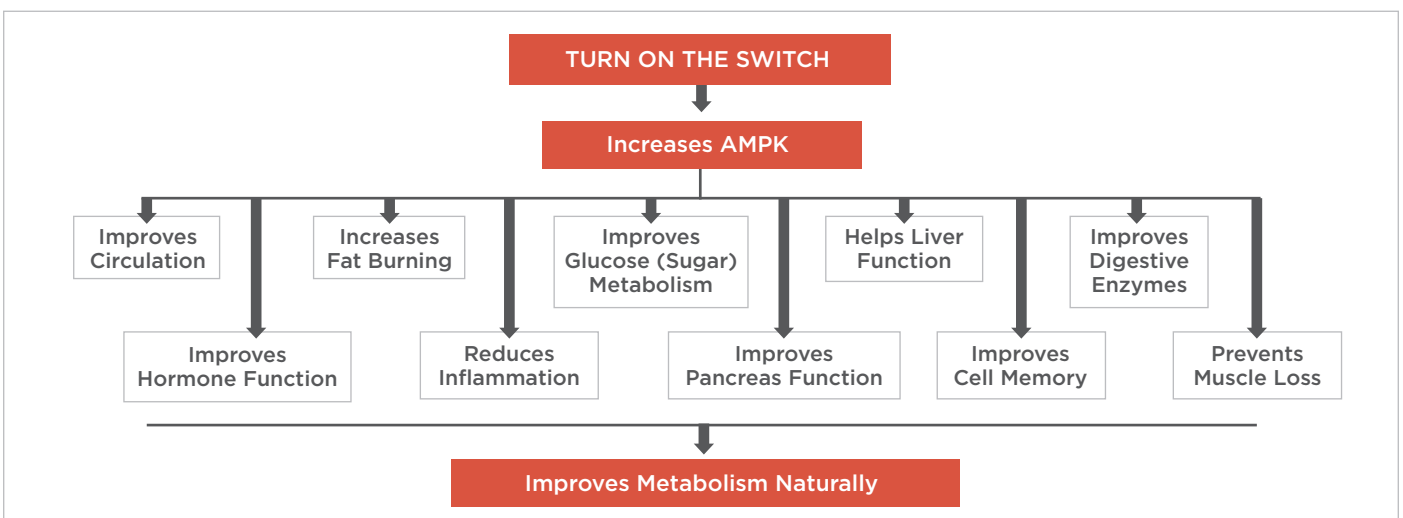 TURN ON THE SWITCH
Increases AMPK
Improves
Circulation
Increases
Fat Burning
Improves
Glucose (Sugar)
Metabolism
Helps Liver
Function
Improves
Digestive
Enzymes
Improves
Hormone Function
Reduces
Inflammation
Improves
Pancreas Function
Improves
Cell Memory
Prevents
Muscle Loss
Improves Metabolism Naturally